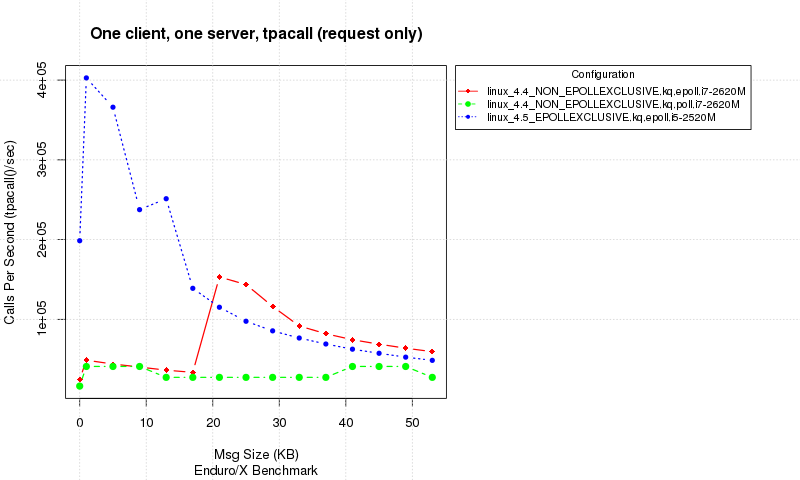 One client, one server, tpacall (request only)
Configuration
linux_4.4_NON_EPOLLEXCLUSIVE,kq,epoll,i7-2620M
linux_4.4_NON_EPOLLEXCLUSIVE,kq,poll,i7-2620M
linux_4.5_EPOLLEXCLUSIVE,kq,epoll,i5-2520M
Calls Per Second (tpacall()/sec)
4e+05
3e+05
2e+05
1e+05
0 10 20 30 40 50
Msg Size (KB)
Enduro/X Benchmark